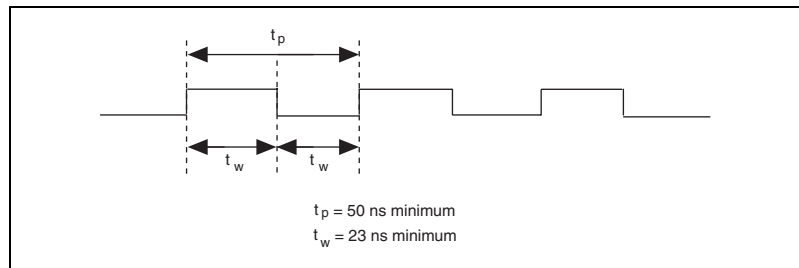 tp
tw tw
tp = 50 ns minimum
tw = 23 ns minimum